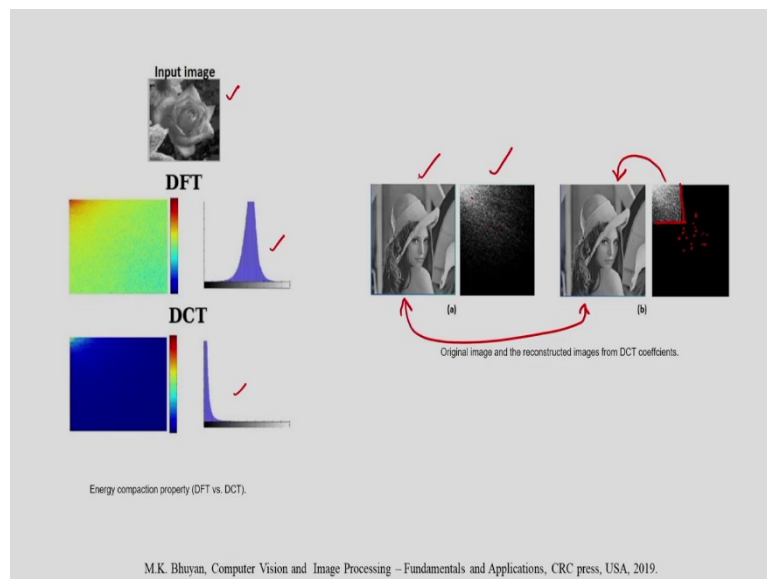 Input image
DFT
DCT
Energy compaction property (DFT vs. DCT).
(a)
(b)
Original image and the reconstructed images from DCT coeffcients.
M.K. Bhuyan, Computer Vision and Image Processing – Fundamentals and Applications, CRC press, USA, 2019.